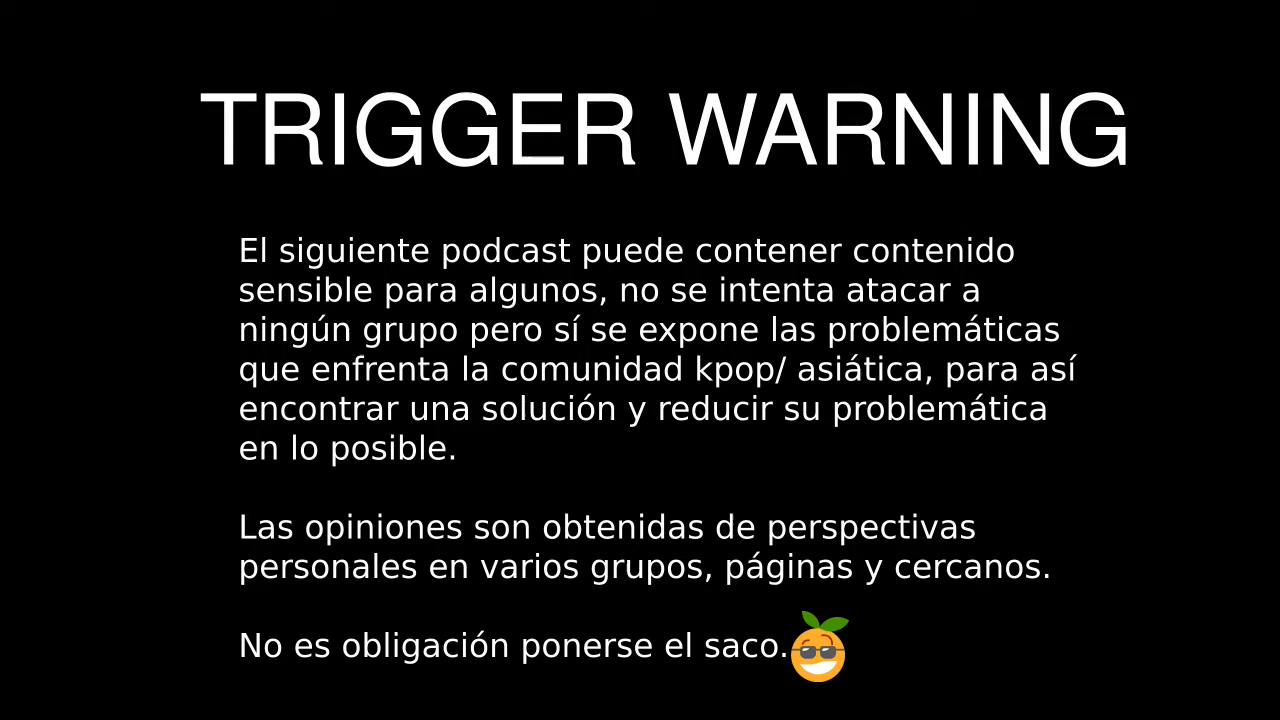 TRIGGER WARNING
El siguiente podcast puede contener contenido
sensible para algunos, no se intenta atacar a
ningún grupo pero sí se expone las problemáticas
que enfrenta la comunidad kpop/ asiática, para así
encontrar una solución y reducir su problemática
en lo posible.
Las opiniones son obtenidas de perspectivas
personales en varios grupos, páginas y cercanos.
No es obligación ponerse el saco.